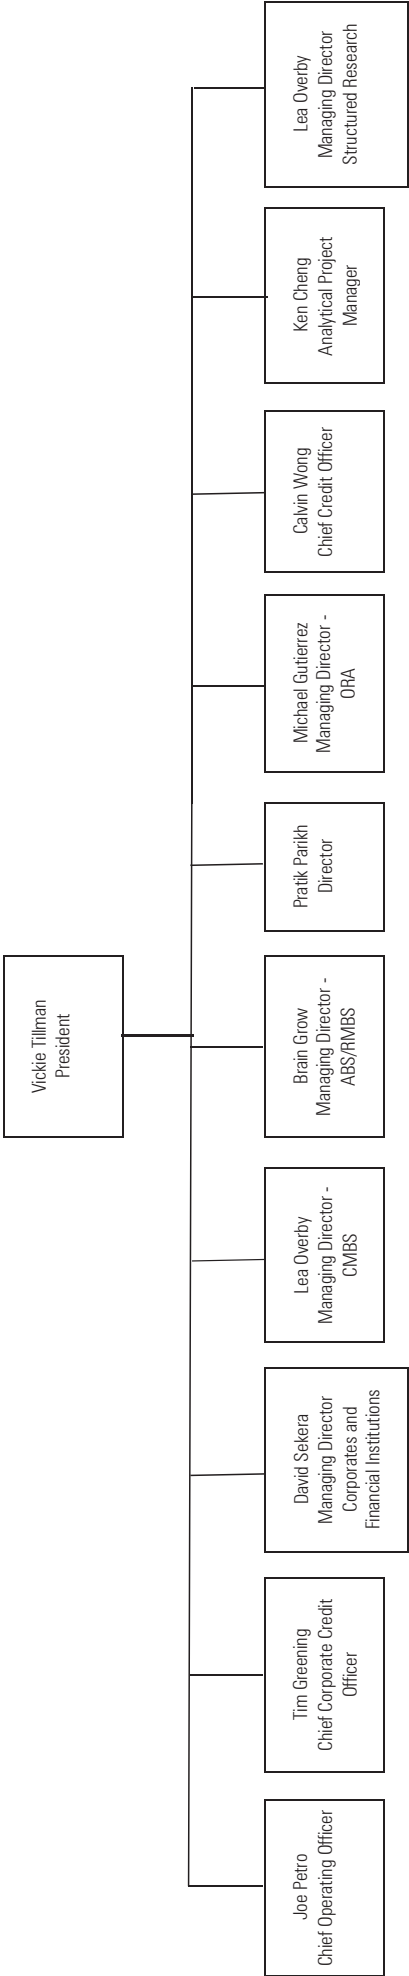 Vickie Tillman
President
Joe Petro
Chief Operating Officer
Tim Greening
Chief Corporate Credit
Officer
David Sekera
Managing Director
Corporates and
Financial Institutions
Lea Overby
Managing Director -
CMBS
Brain Grow
Managing Director -
ABS/RMBS
Pratik Parikh
Director
Michael Gutierrez
Managing Director -
ORA
Calvin Wong
Chief Credit Officer
Ken Cheng
Analytical Project
Manager
Lea Overby
Managing Director
Structured Research